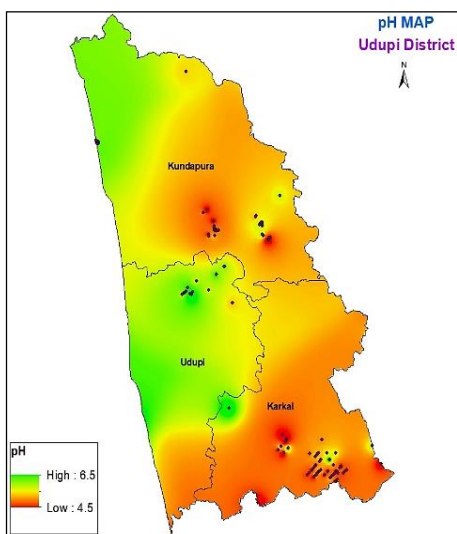 pH MAP
Udupi District
N
Kundapura
Udupi
Karkal
pH
High : 6.5
Low : 4.5